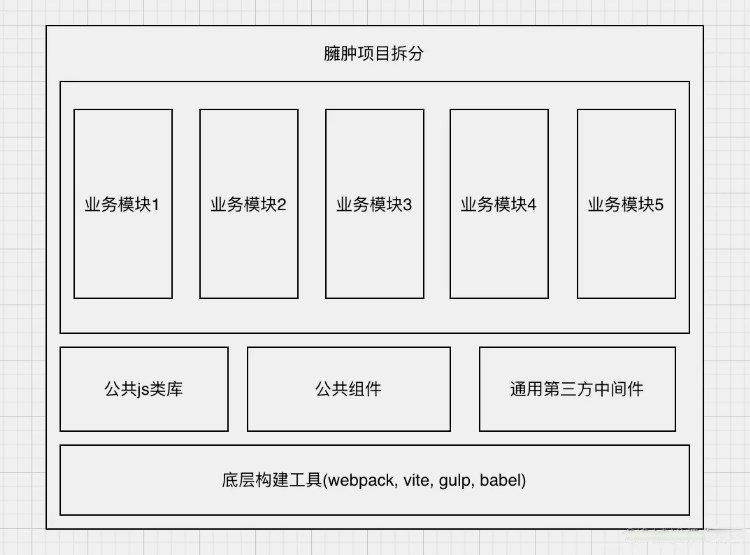 臃肿项目拆分
业务模块1
业务模块2
业务模块3
业务模块4
业务模块5
公共js类库
公共组件
通用第三方中间件
底层构建工具(webpack, vite, gulp, babel)